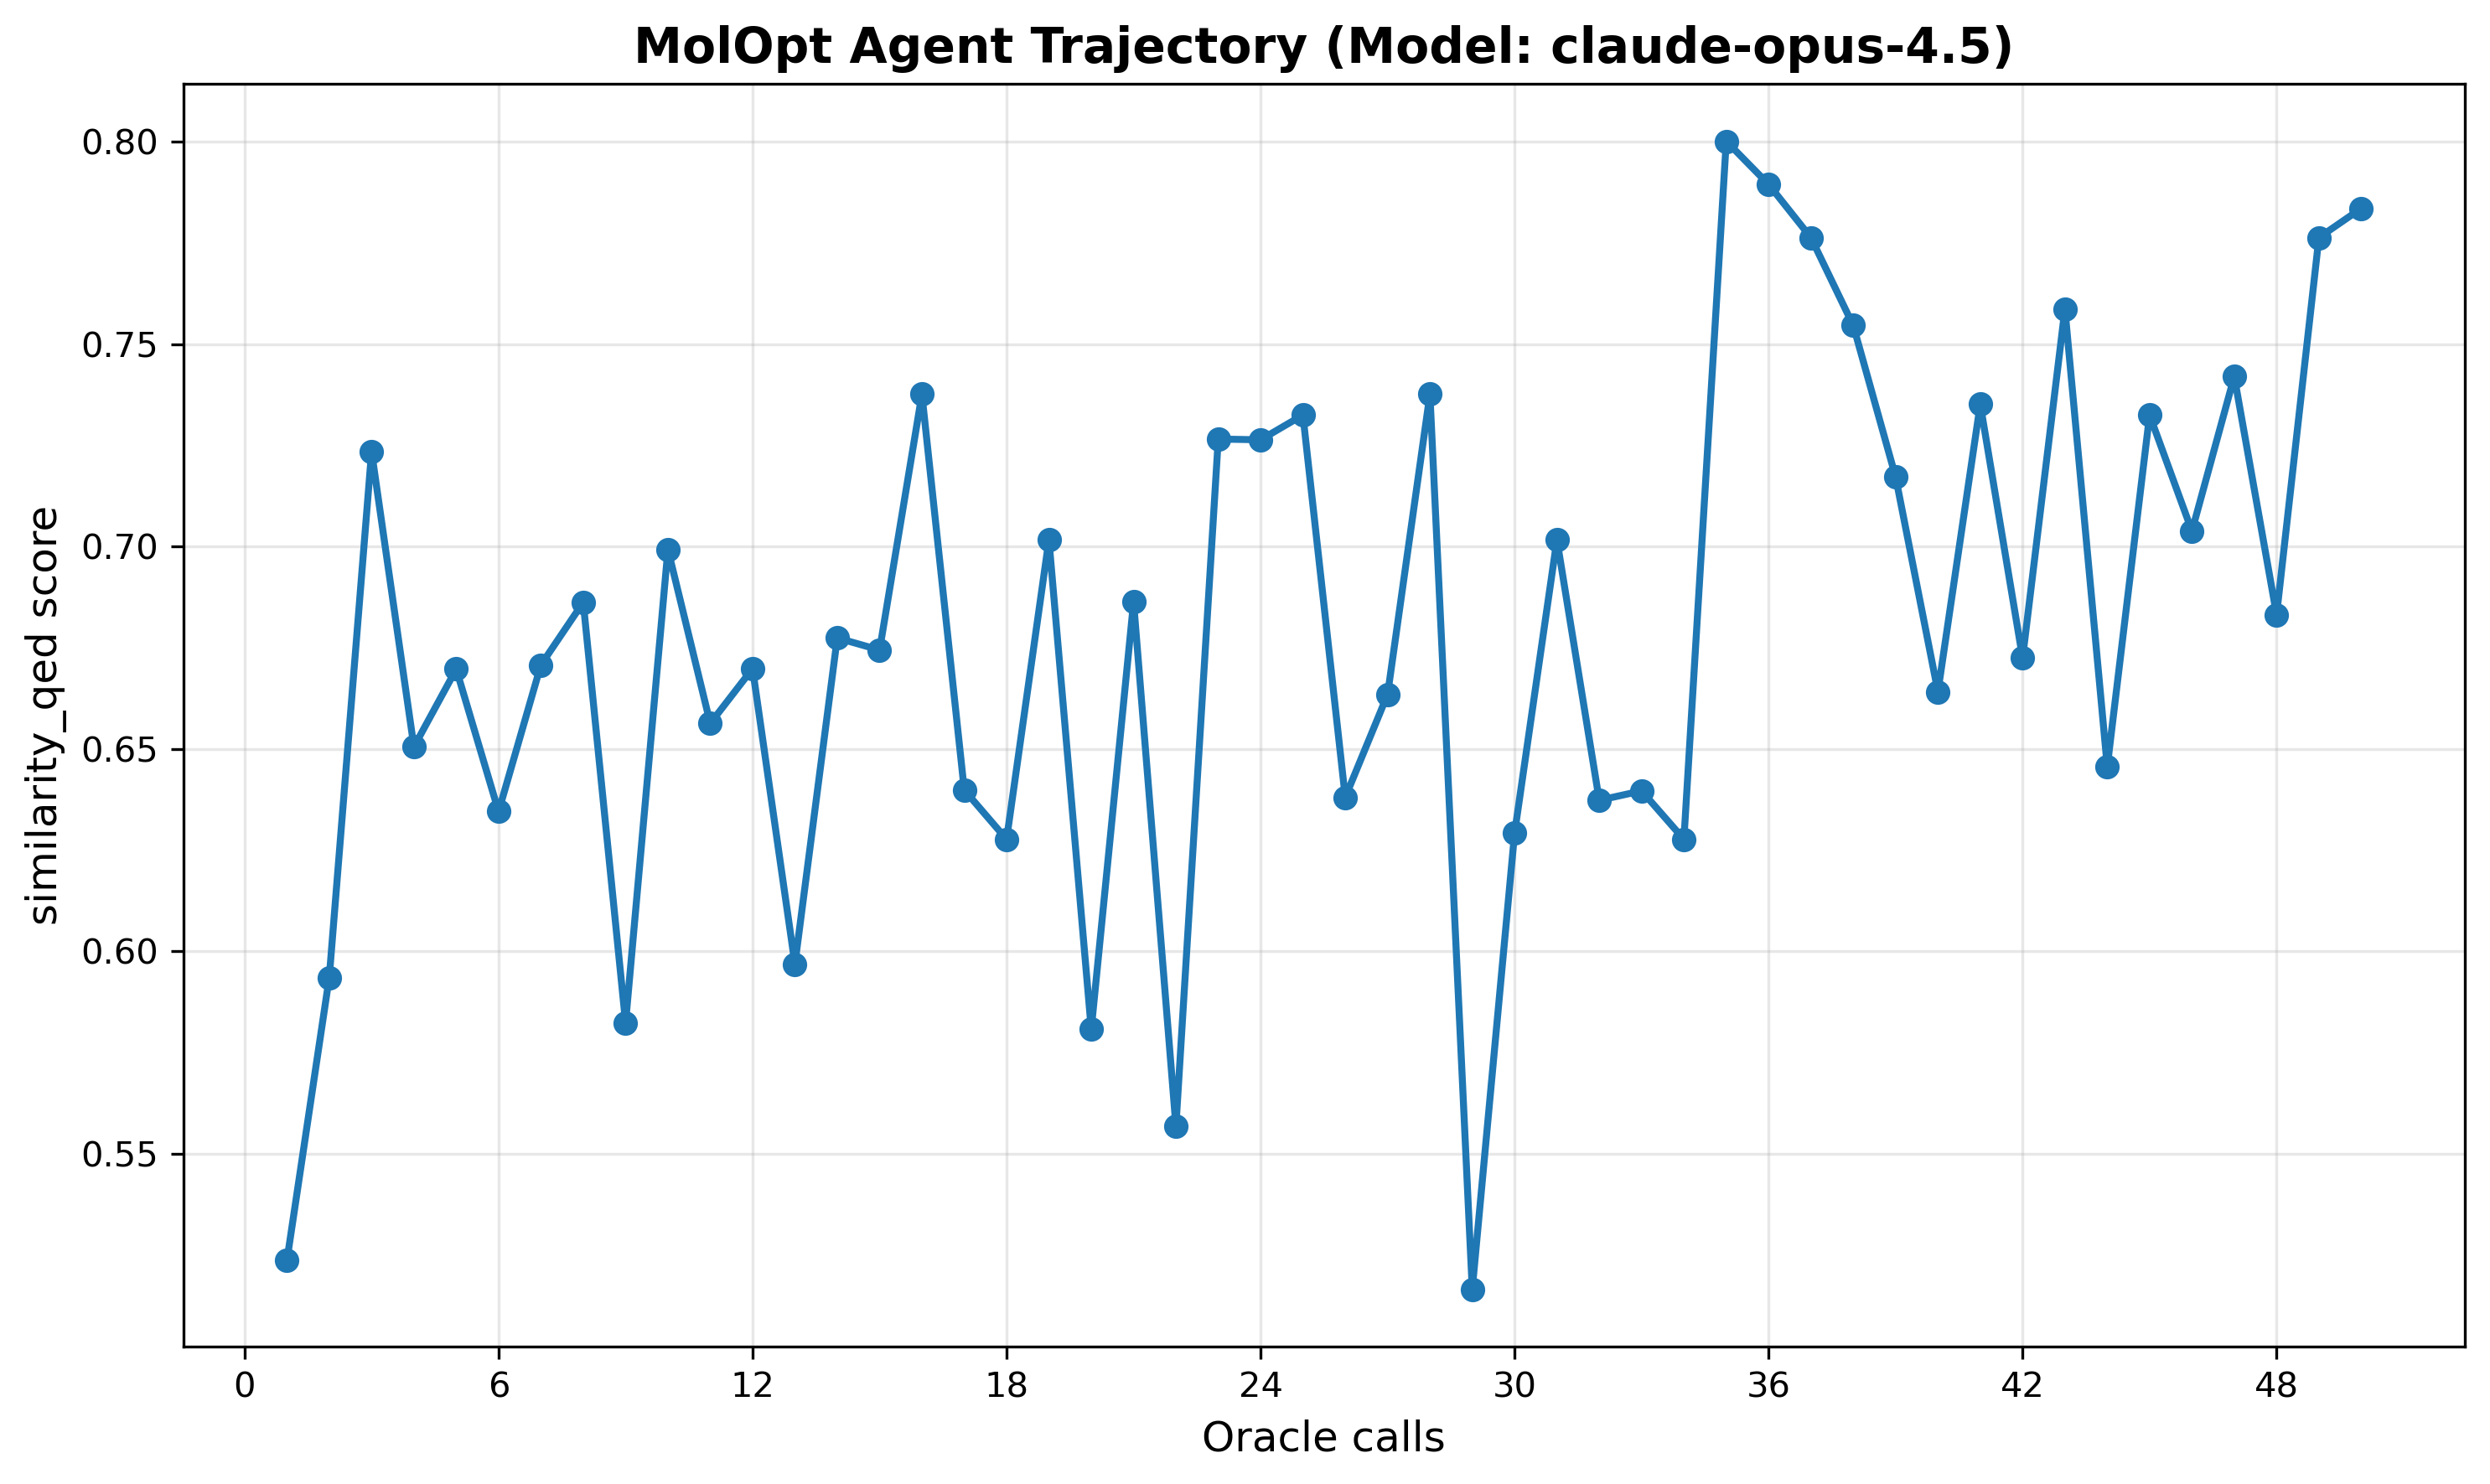 MolOpt Agent Trajectory (Model: claude-opus-4.5)
similarity_qed score
0.80
0.75
0.70
0.65
0.60
0.55
0 6 12 18 24 30 36 42 48
Oracle calls